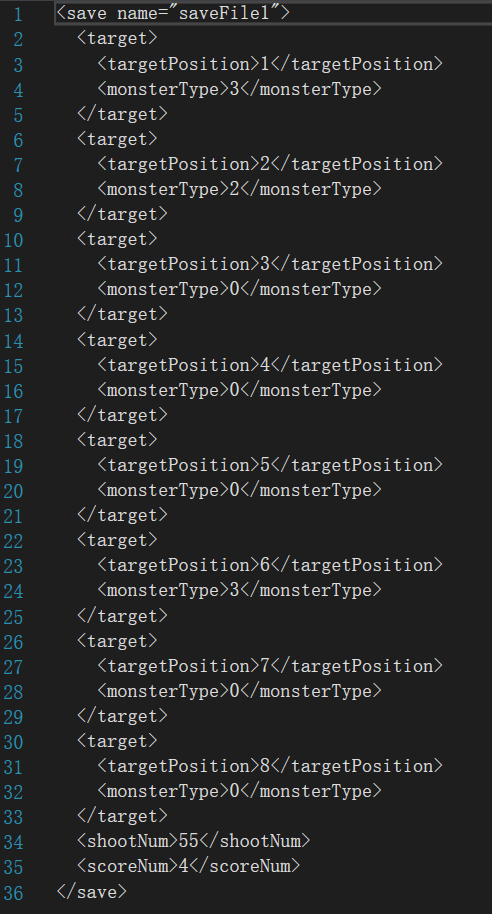 1 <save name="saveFile1">
2   <target>
3     <targetPosition>1</targetPosition>
4     <monsterType>3</monsterType>
5   </target>
6   <target>
7     <targetPosition>2</targetPosition>
8     <monsterType>2</monsterType>
9   </target>
10   <target>
11     <targetPosition>3</targetPosition>
12     <monsterType>0</monsterType>
13   </target>
14   <target>
15     <targetPosition>4</targetPosition>
16     <monsterType>0</monsterType>
17   </target>
18   <target>
19     <targetPosition>5</targetPosition>
20     <monsterType>0</monsterType>
21   </target>
22   <target>
23     <targetPosition>6</targetPosition>
24     <monsterType>3</monsterType>
25   </target>
26   <target>
27     <targetPosition>7</targetPosition>
28     <monsterType>0</monsterType>
29   </target>
30   <target>
31     <targetPosition>8</targetPosition>
32     <monsterType>0</monsterType>
33   </target>
34   <shootNum>55</shootNum>
35   <scoreNum>4</scoreNum>
36 </save>